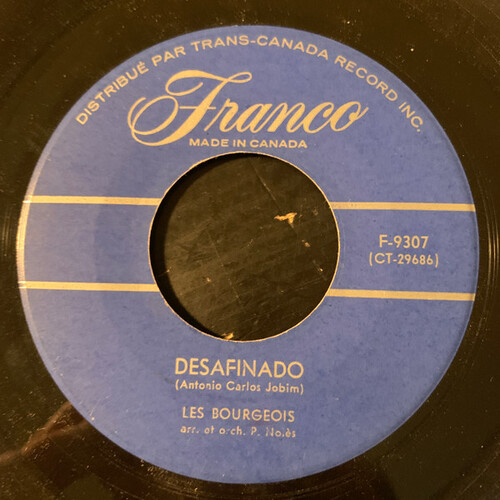 DISTRIBUÉ PAR TRANS-CANADA RECORD INC.
Franco
MADE IN CANADA
F-9307
(CT-29686)
DESAFINADO
(Antonio Carlos Jobim)
LES BOURGEOIS
arr. et orch. P. Nolès